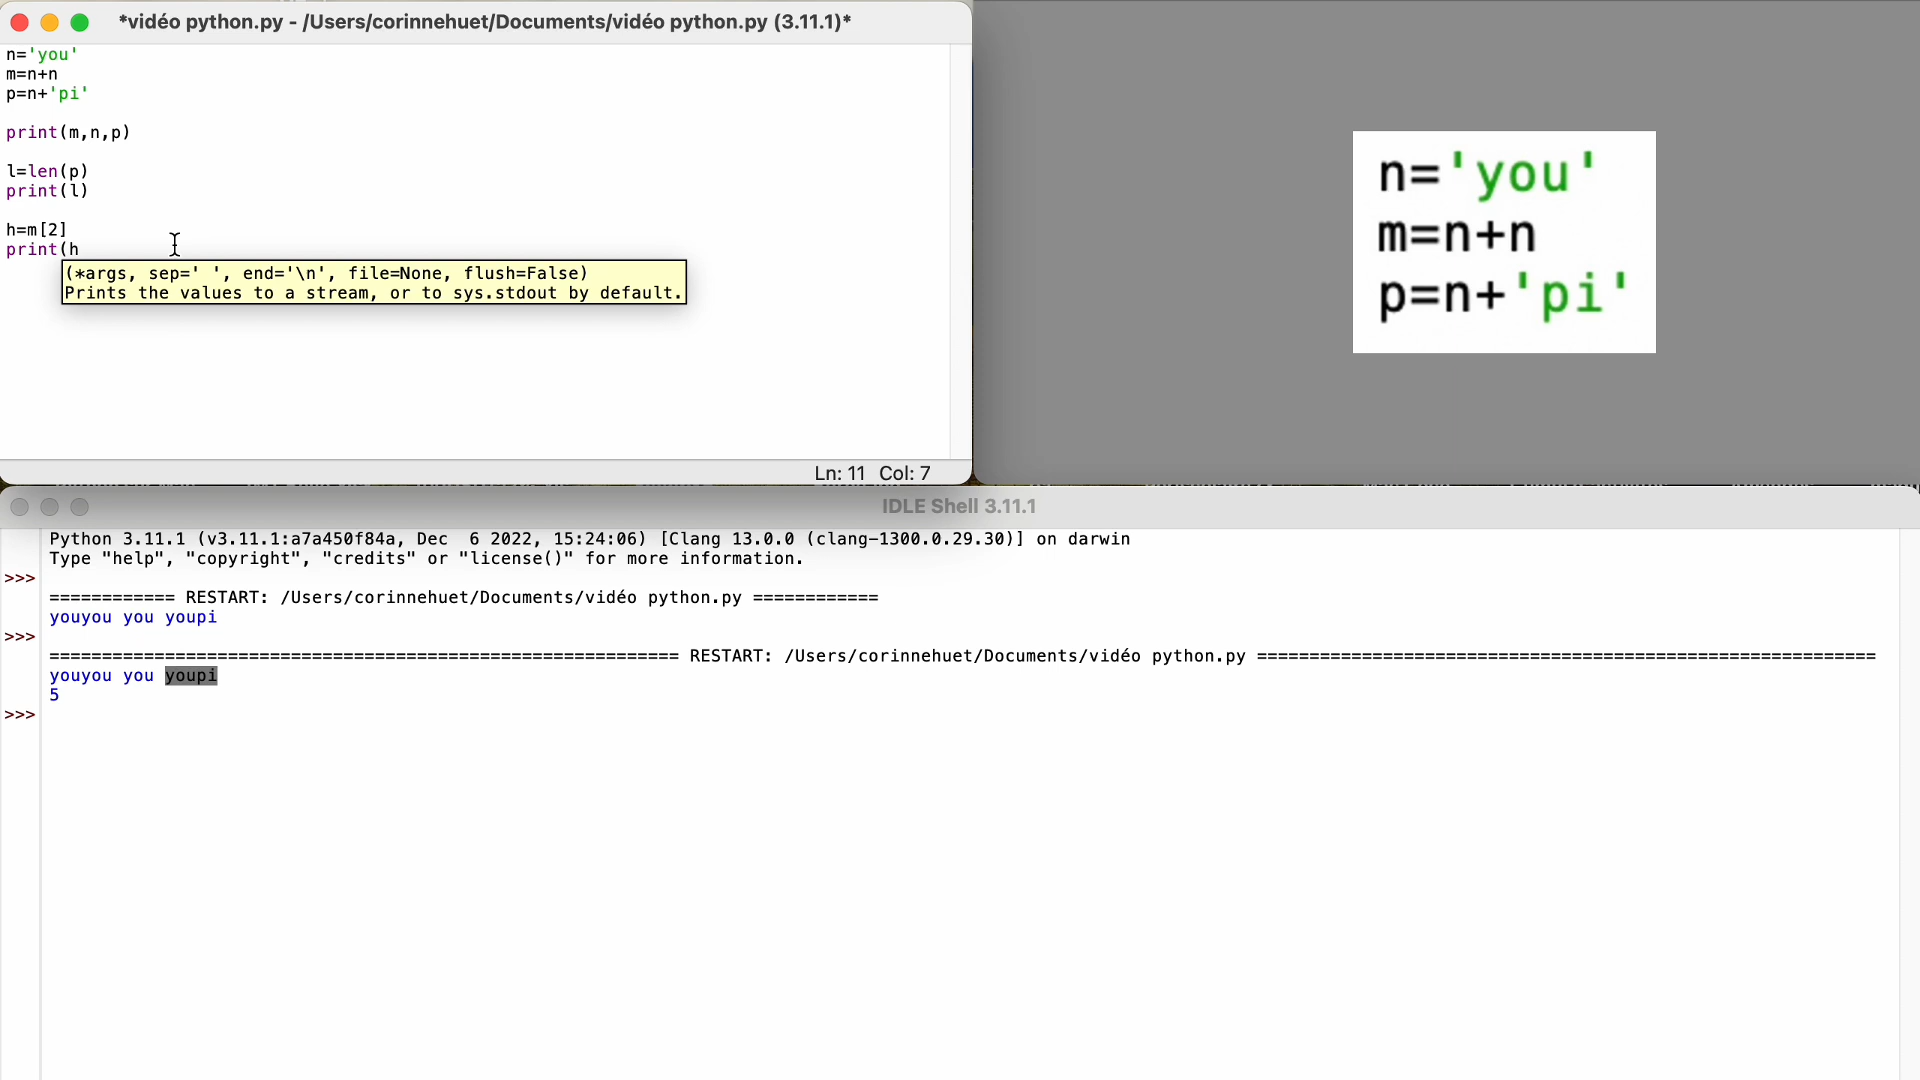 *vidéo python.py - /Users/corinnehuet/Documents/vidéo python.py (3.11.1)*
n='you'
m=n+n
p=n+'pi'
print(m,n,p)
l=len(p)
print(l)
h=m[2]
print(h
(*args, sep=' ', end='\n', file=None, flush=False)
Prints the values to a stream, or to sys.stdout by default.
Ln: 11 Col: 7
n='you'
m=n+n
p=n+'pi'
IDLE Shell 3.11.1
Python 3.11.1 (v3.11.1:a7a450f84a, Dec  6 2022, 15:24:06) [Clang 13.0.0 (clang-1300.0.29.30)] on darwin
Type "help", "copyright", "credits" or "license()" for more information.
>>>
============ RESTART: /Users/corinnehuet/Documents/vidéo python.py ============
youyou you youpi
>>>
============================================================ RESTART: /Users/corinnehuet/Documents/vidéo python.py ===========================================================
youyou you youpi
5
>>>